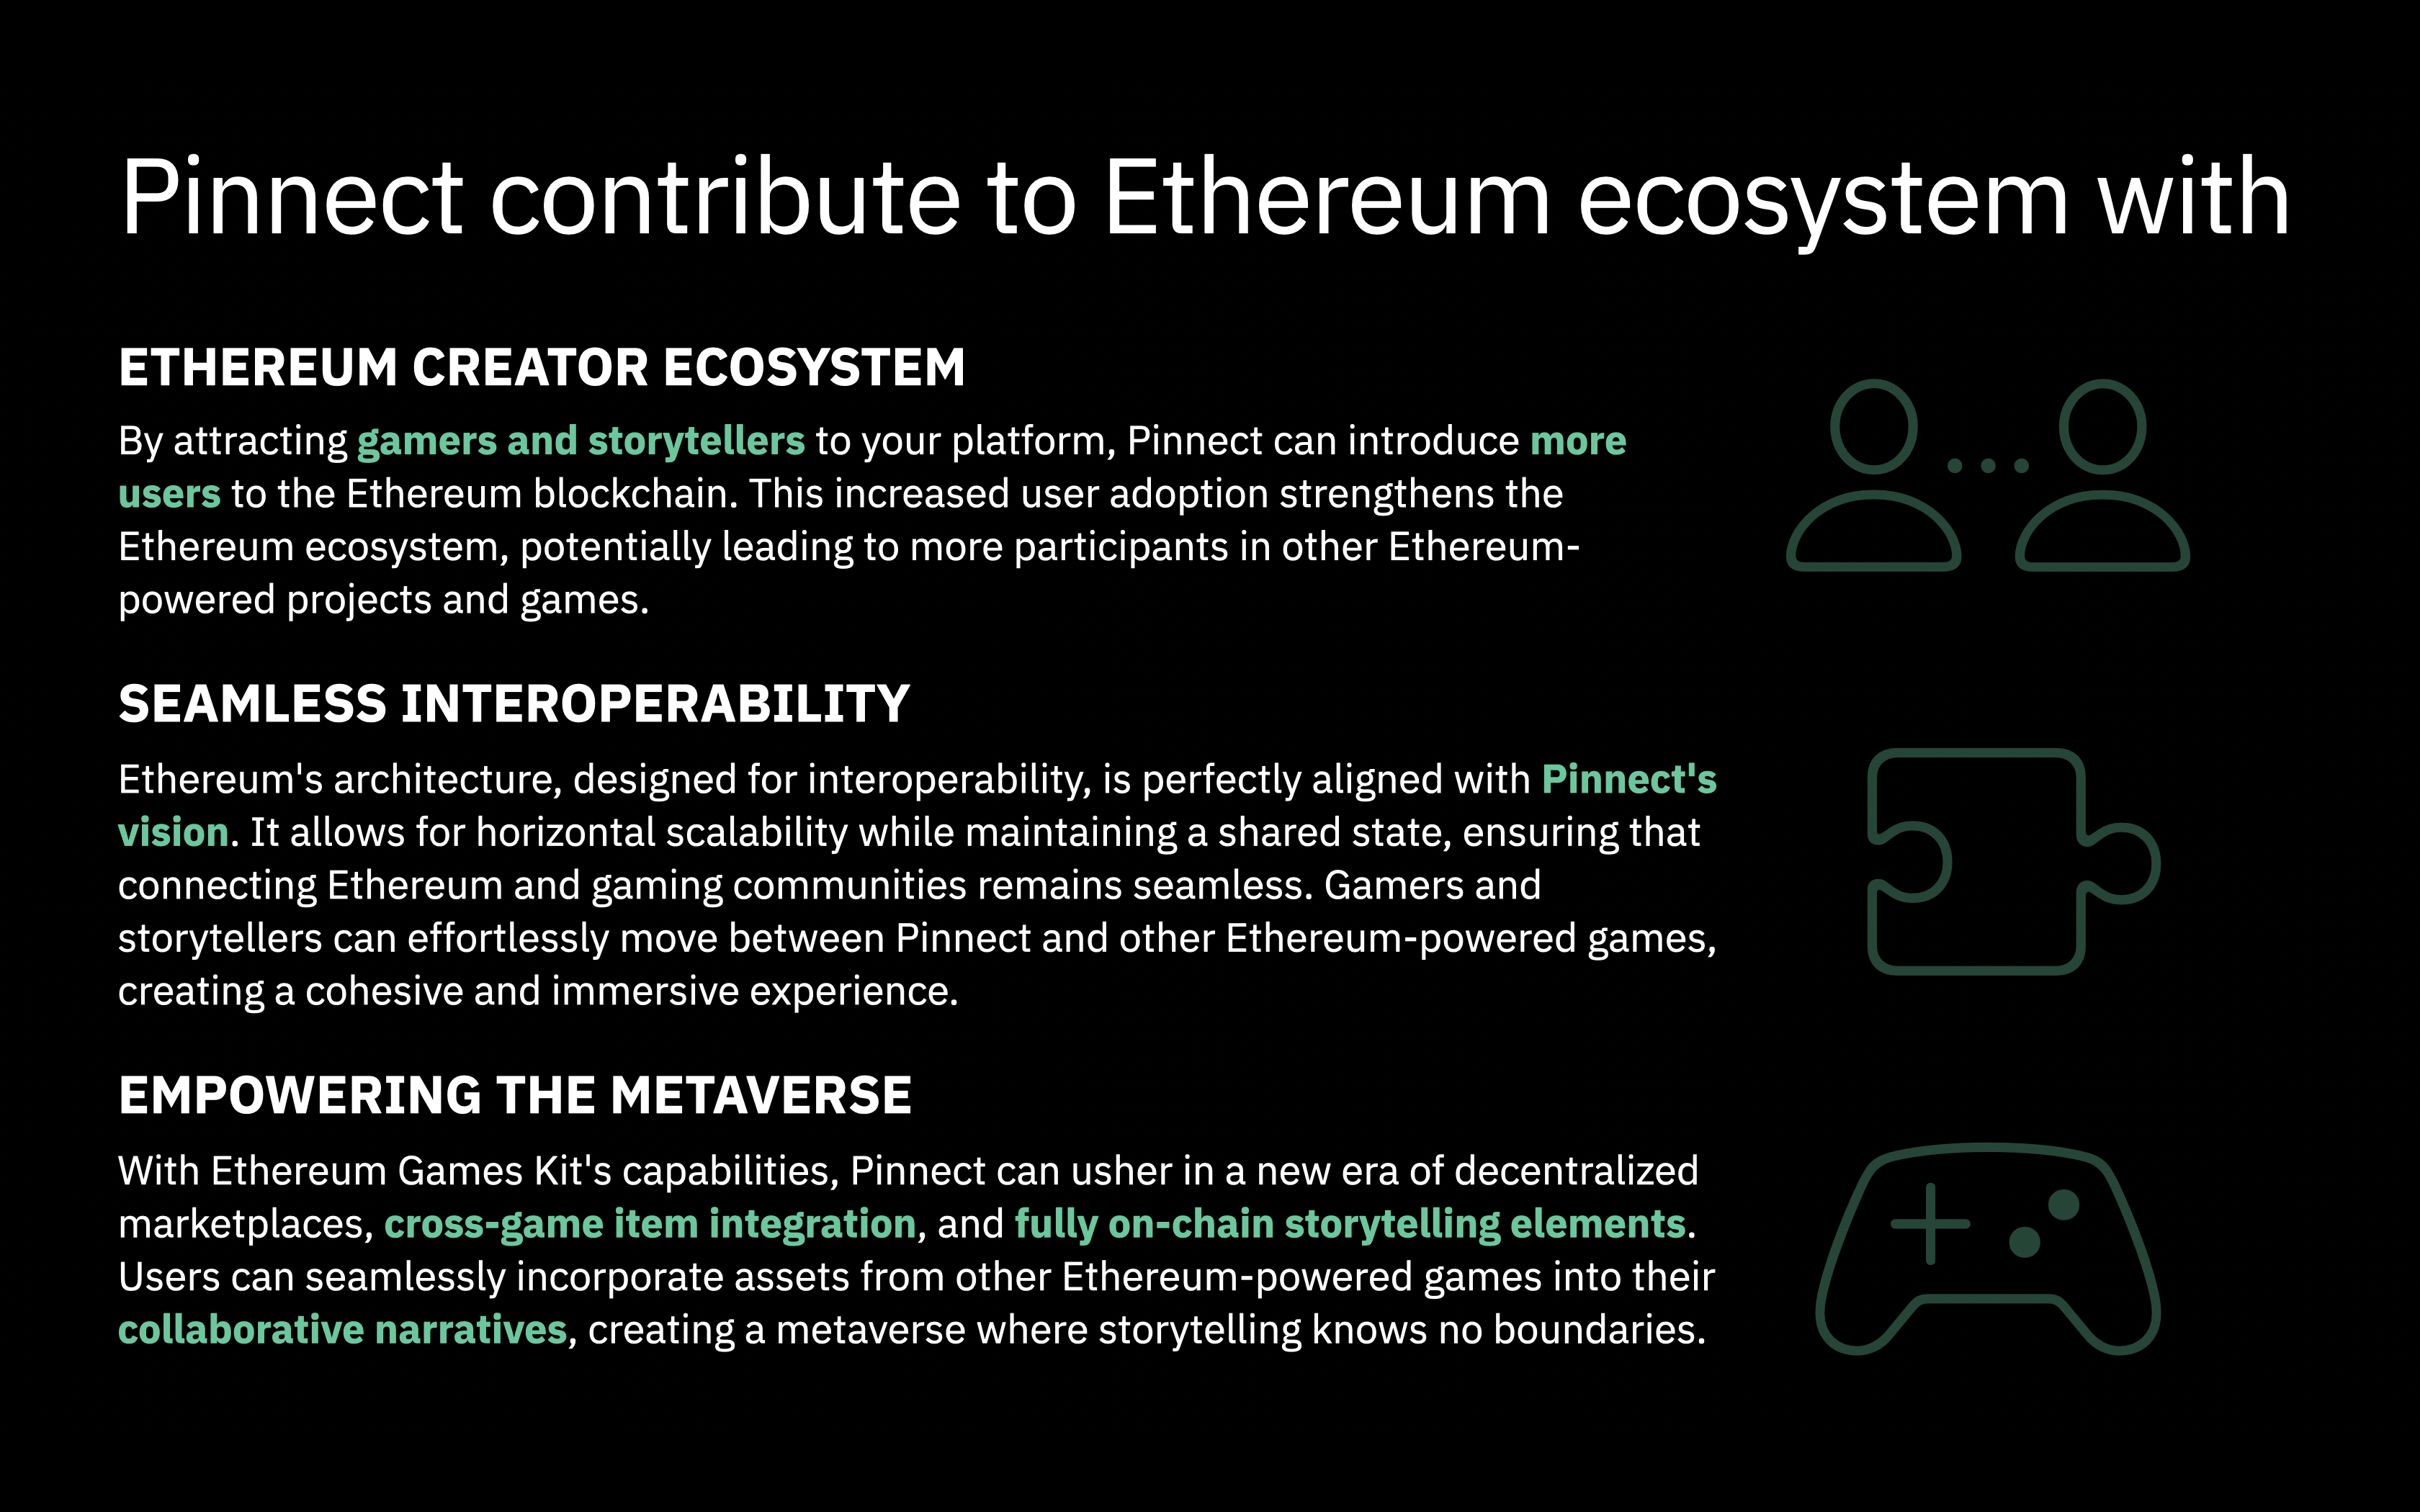 Pinnect contribute to Ethereum ecosystem with
ETHEREUM CREATOR ECOSYSTEM
By attracting gamers and storytellers to your platform, Pinnect can introduce more
users to the Ethereum blockchain. This increased user adoption strengthens the
Ethereum ecosystem, potentially leading to more participants in other Ethereum-
powered projects and games.
SEAMLESS INTEROPERABILITY
Ethereum's architecture, designed for interoperability, is perfectly aligned with Pinnect's
vision. It allows for horizontal scalability while maintaining a shared state, ensuring that
connecting Ethereum and gaming communities remains seamless. Gamers and
storytellers can effortlessly move between Pinnect and other Ethereum-powered games,
creating a cohesive and immersive experience.
EMPOWERING THE METAVERSE
With Ethereum Games Kit's capabilities, Pinnect can usher in a new era of decentralized
marketplaces, cross-game item integration, and fully on-chain storytelling elements.
Users can seamlessly incorporate assets from other Ethereum-powered games into their
collaborative narratives, creating a metaverse where storytelling knows no boundaries.